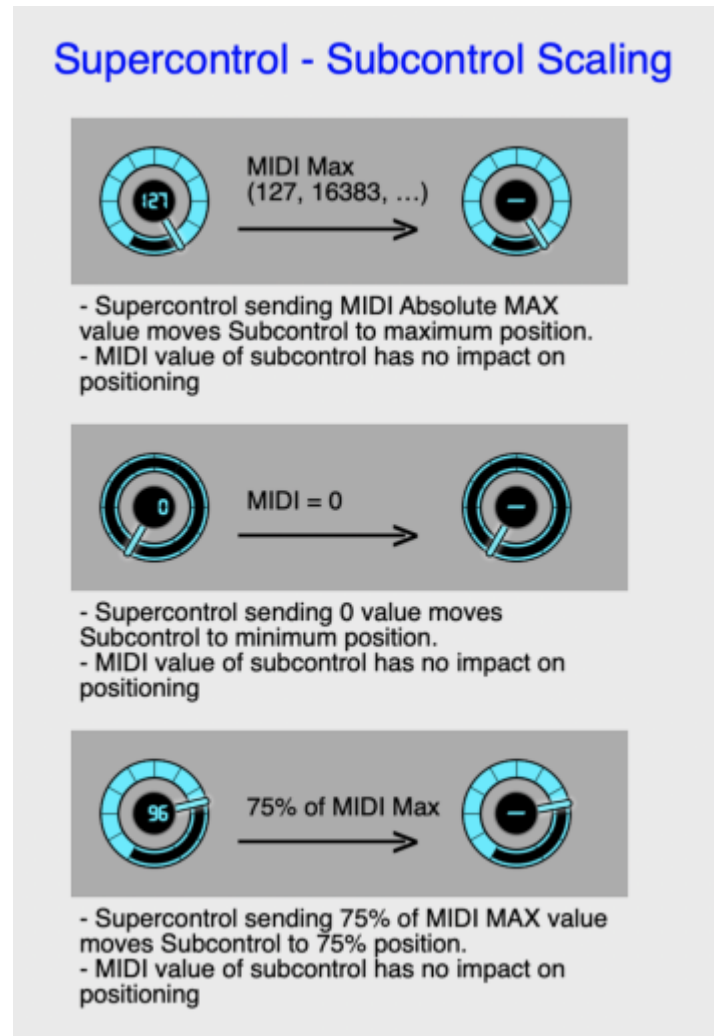 Supercontrol - Subcontrol Scaling
MIDI Max
(127, 16383, …)
127
–
- Supercontrol sending MIDI Absolute MAX
value moves Subcontrol to maximum position.
- MIDI value of subcontrol has no impact on
positioning
0
MIDI = 0
–
- Supercontrol sending 0 value moves
Subcontrol to minimum position.
- MIDI value of subcontrol has no impact on
positioning
96
75% of MIDI Max
–
- Supercontrol sending 75% of MIDI MAX value
moves Subcontrol to 75% position.
- MIDI value of subcontrol has no impact on
positioning